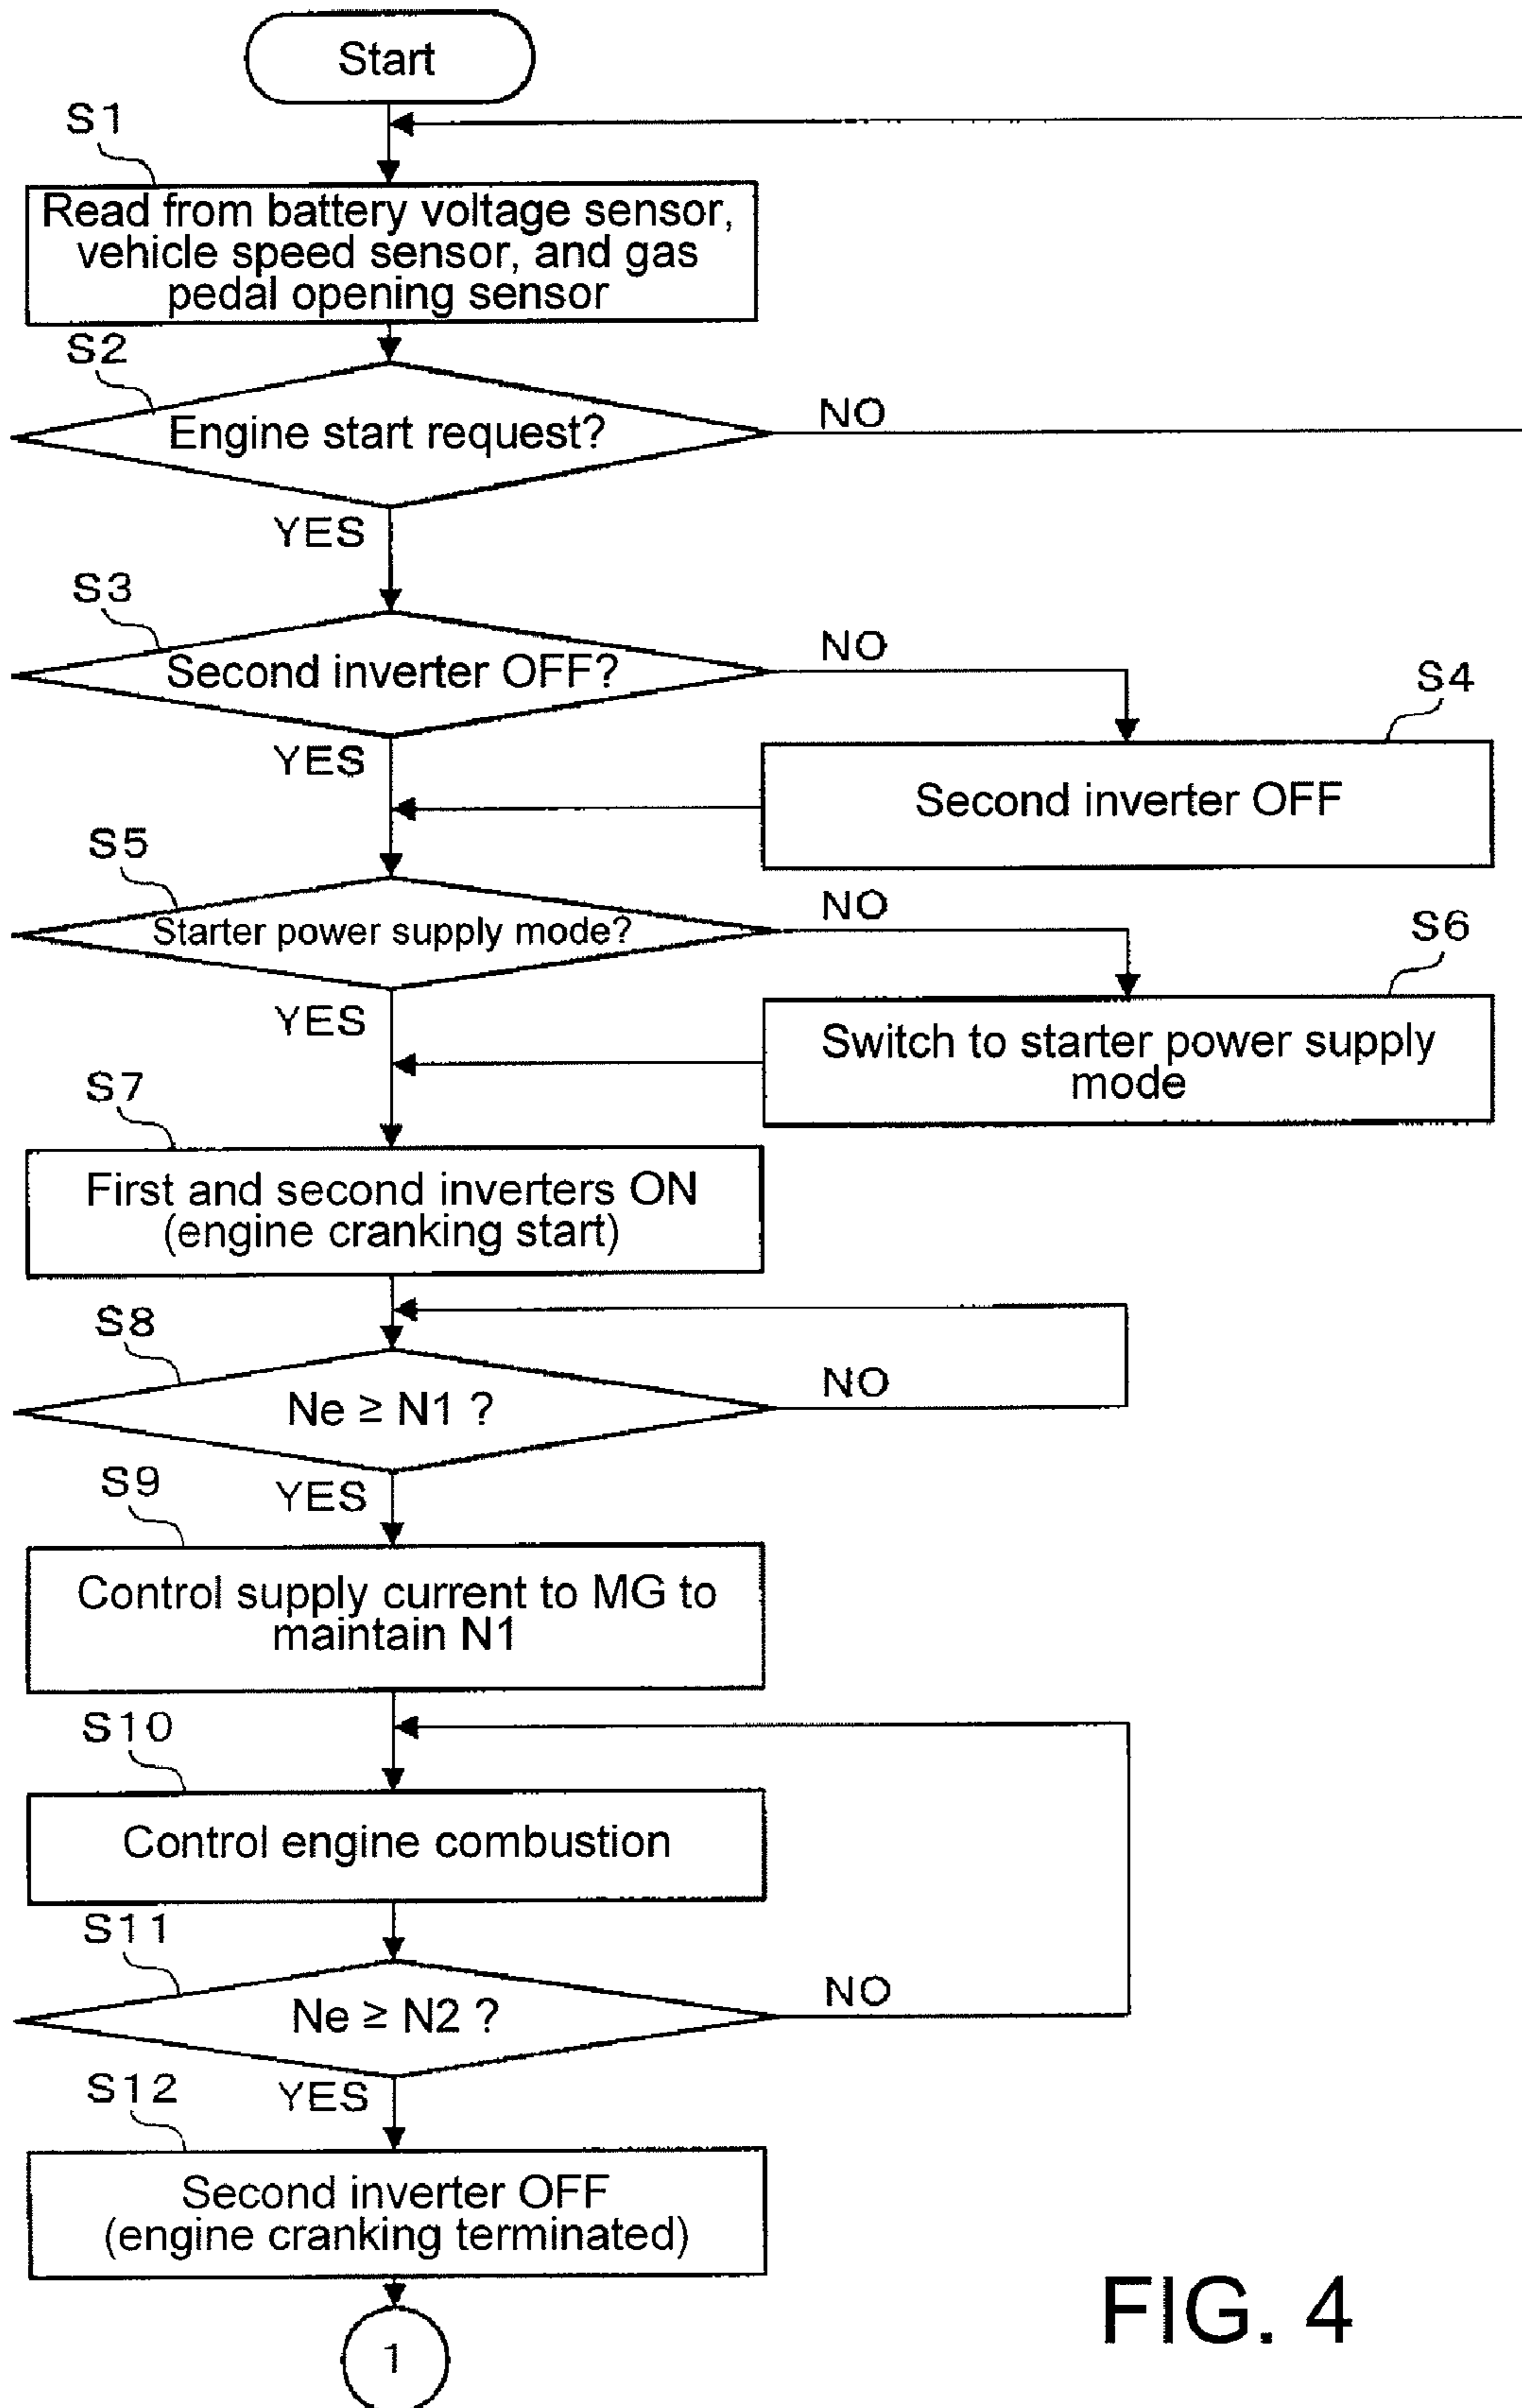 Start
S1
Read from battery voltage sensor,
vehicle speed sensor, and gas
pedal opening sensor
S2
Engine start request?
NO
YES
S3
Second inverter OFF?
NO
YES
S4
Second inverter OFF
S5
Starter power supply mode?
NO
YES
S6
Switch to starter power supply
mode
S7
First and second inverters ON
(engine cranking start)
S8
Ne ≥ N1 ?
NO
YES
S9
Control supply current to MG to
maintain N1
S10
Control engine combustion
S11
Ne ≥ N2 ?
NO
YES
S12
Second inverter OFF
(engine cranking terminated)
1
FIG. 4